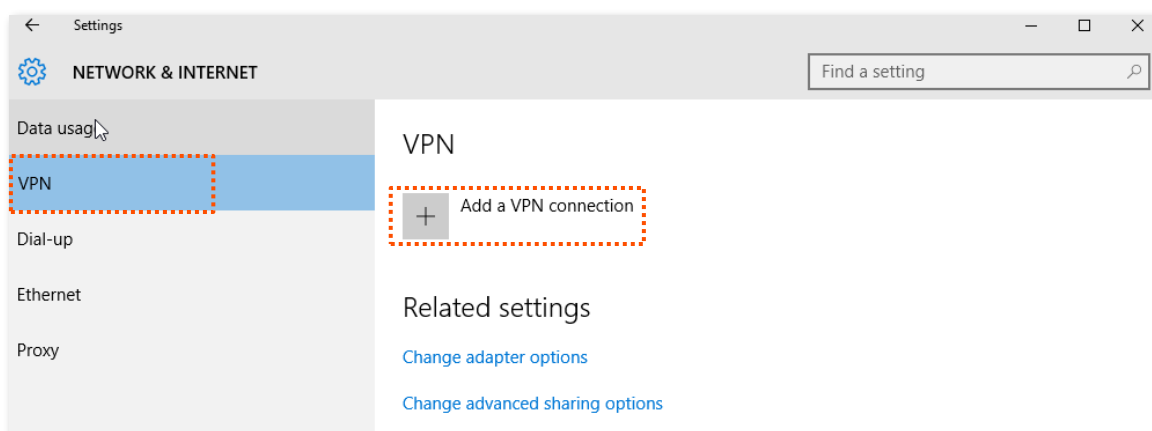 Settings
NETWORK & INTERNET
Find a setting
Data usage
VPN
Dial-up
Ethernet
Proxy
VPN
Add a VPN connection
Related settings
Change adapter options
Change advanced sharing options